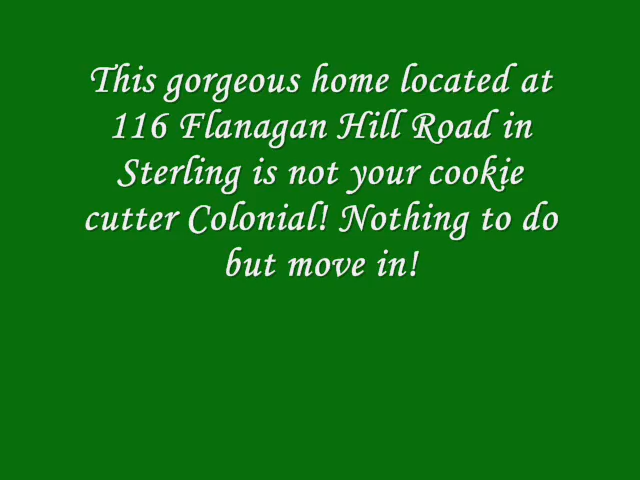 This gorgeous home located at
116 Flanagan Hill Road in
Sterling is not your cookie
cutter Colonial! Nothing to do
but move in!